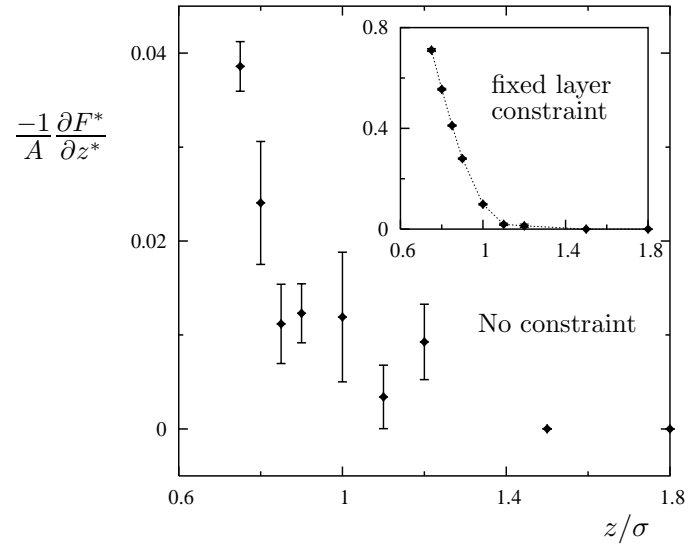 0.04
0.02
0
0.6 1 1.4 1.8
z/σ
−1/A ∂F*/∂z*
No constraint
0.8
0.4
0
0.6 1 1.4 1.8
fixed layer
constraint